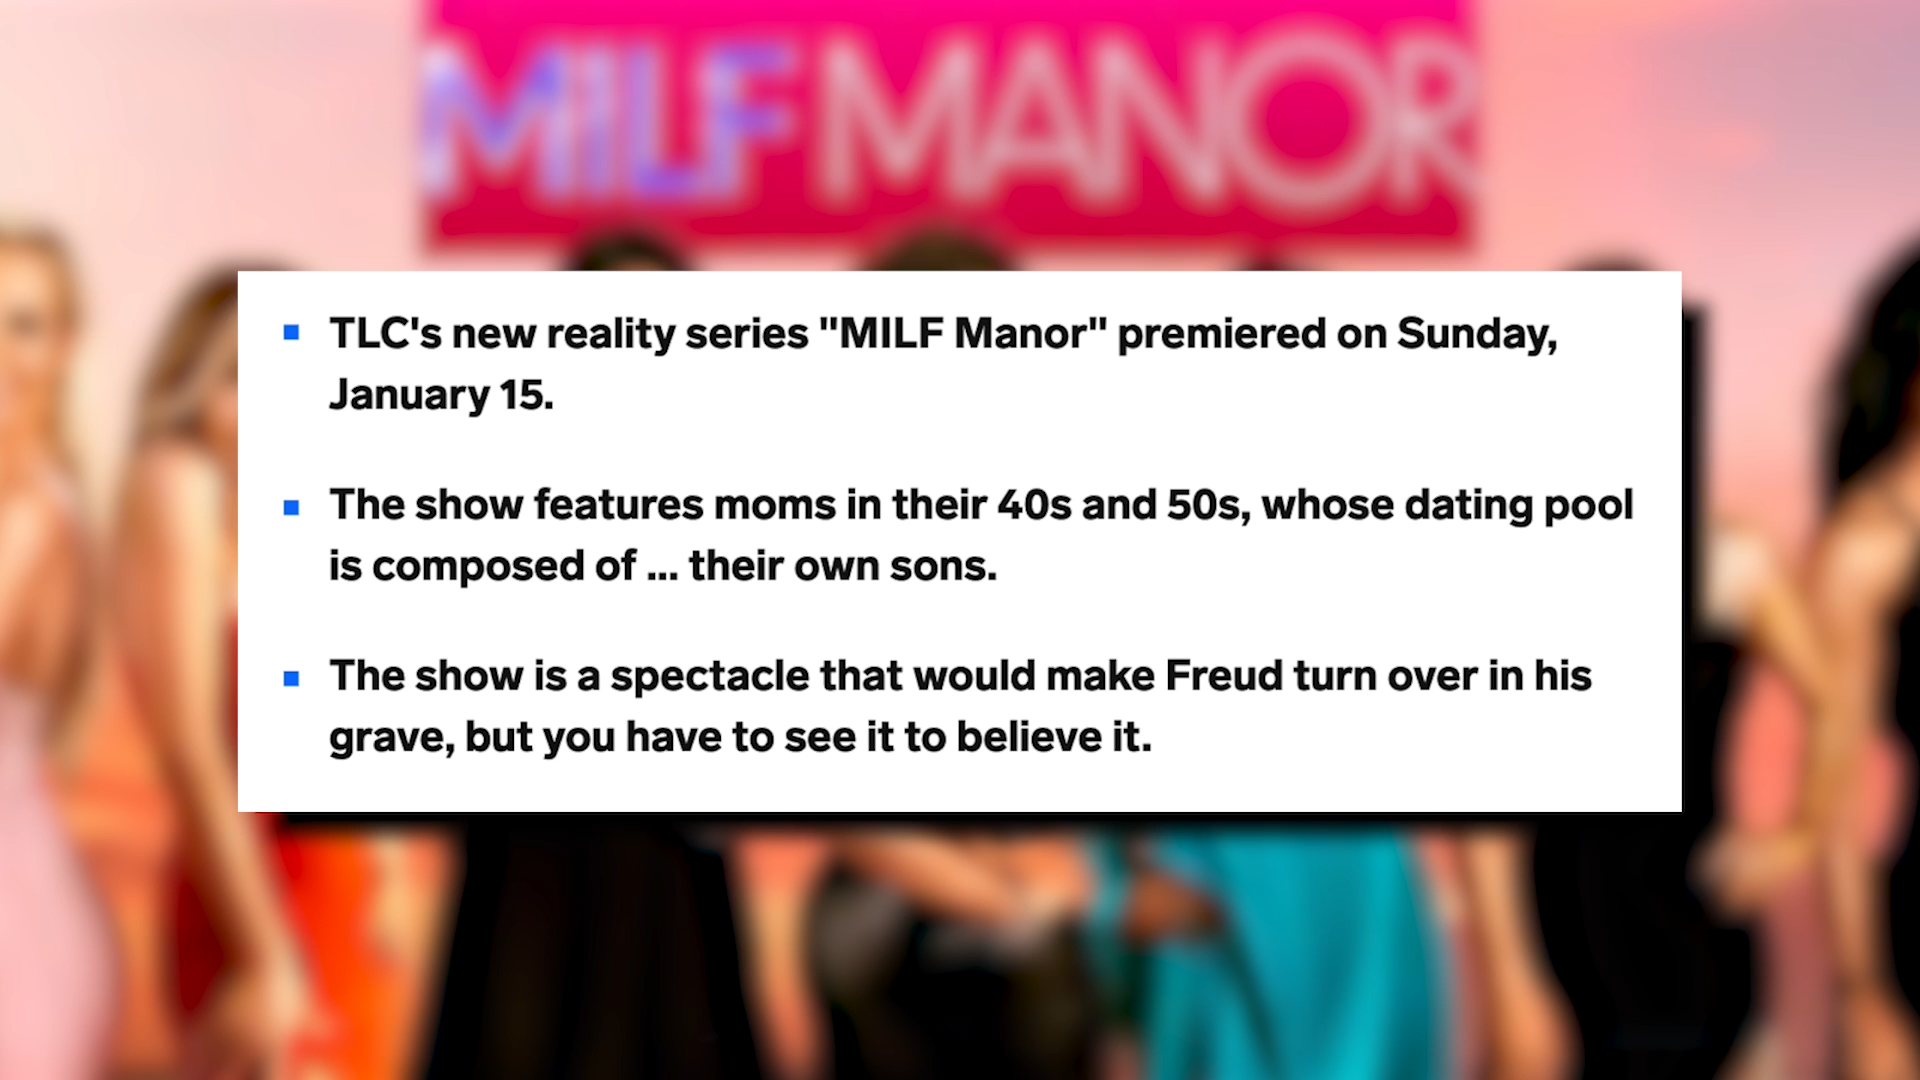 MILF MANOR
TLC's new reality series "MILF Manor" premiered on Sunday,
January 15.
The show features moms in their 40s and 50s, whose dating pool
is composed of ... their own sons.
The show is a spectacle that would make Freud turn over in his
grave, but you have to see it to believe it.